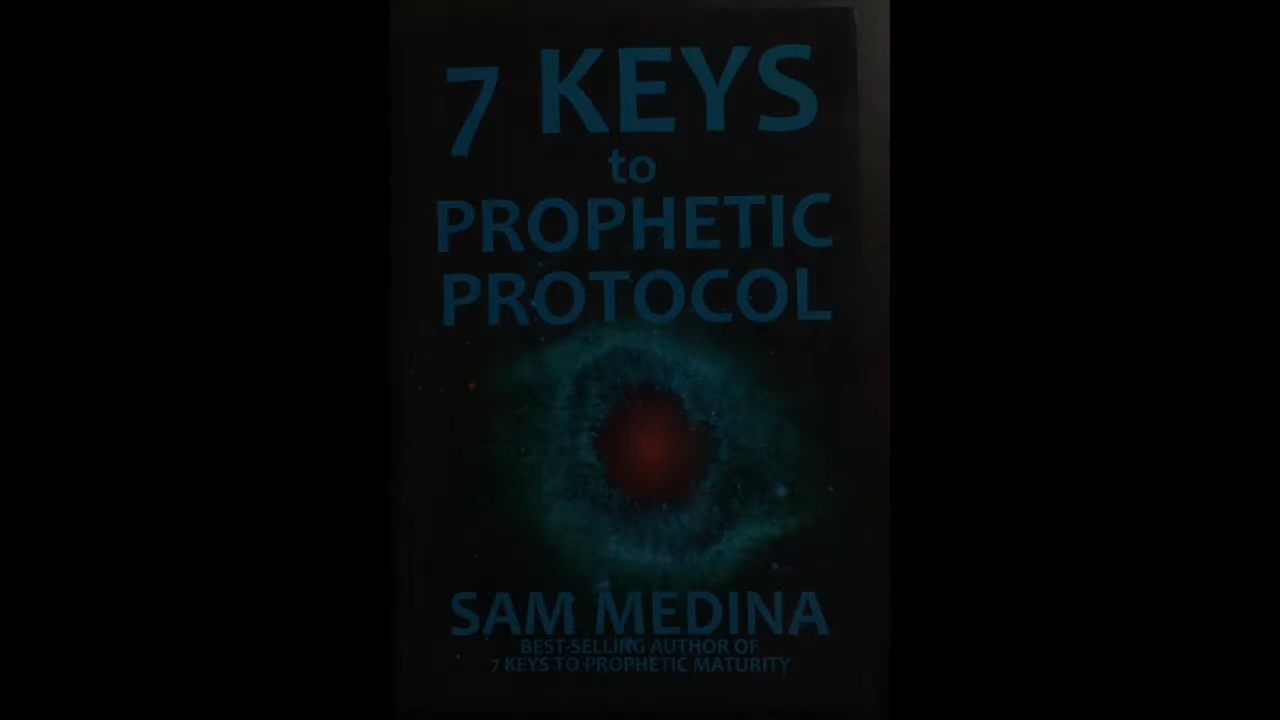 7 KEYS
to
PROPHETIC
PROTOCOL
SAM MEDINA
BEST-SELLING AUTHOR OF
7 KEYS TO PROPHETIC MATURITY